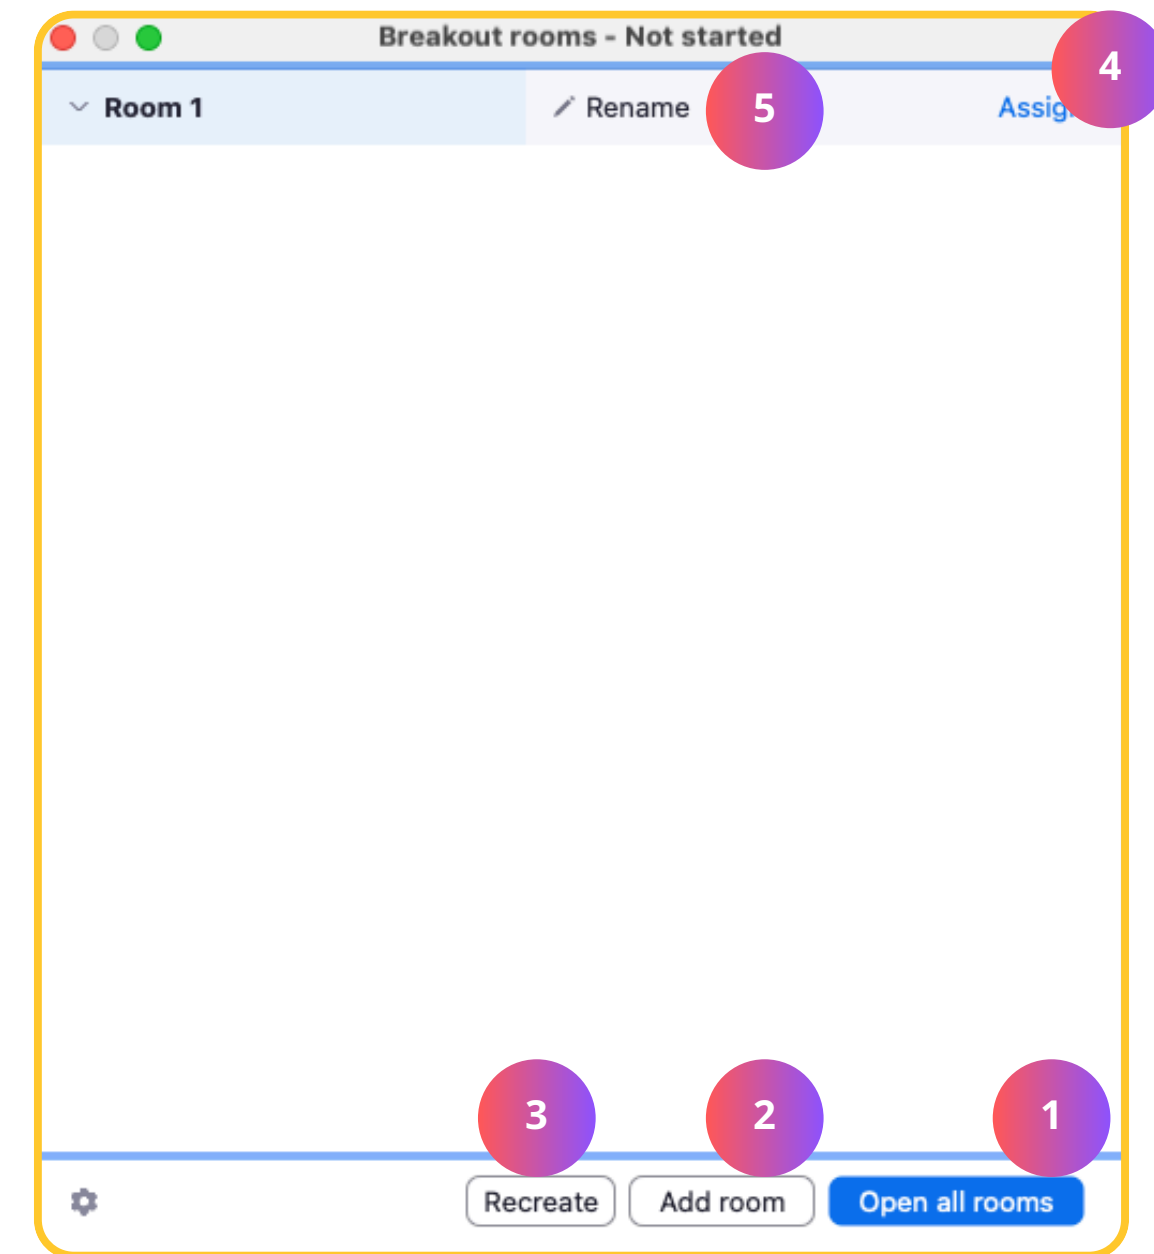 Breakout rooms - Not started
4
Room 1
Rename
5
3
2
1
Recreate
Add room
Open all rooms